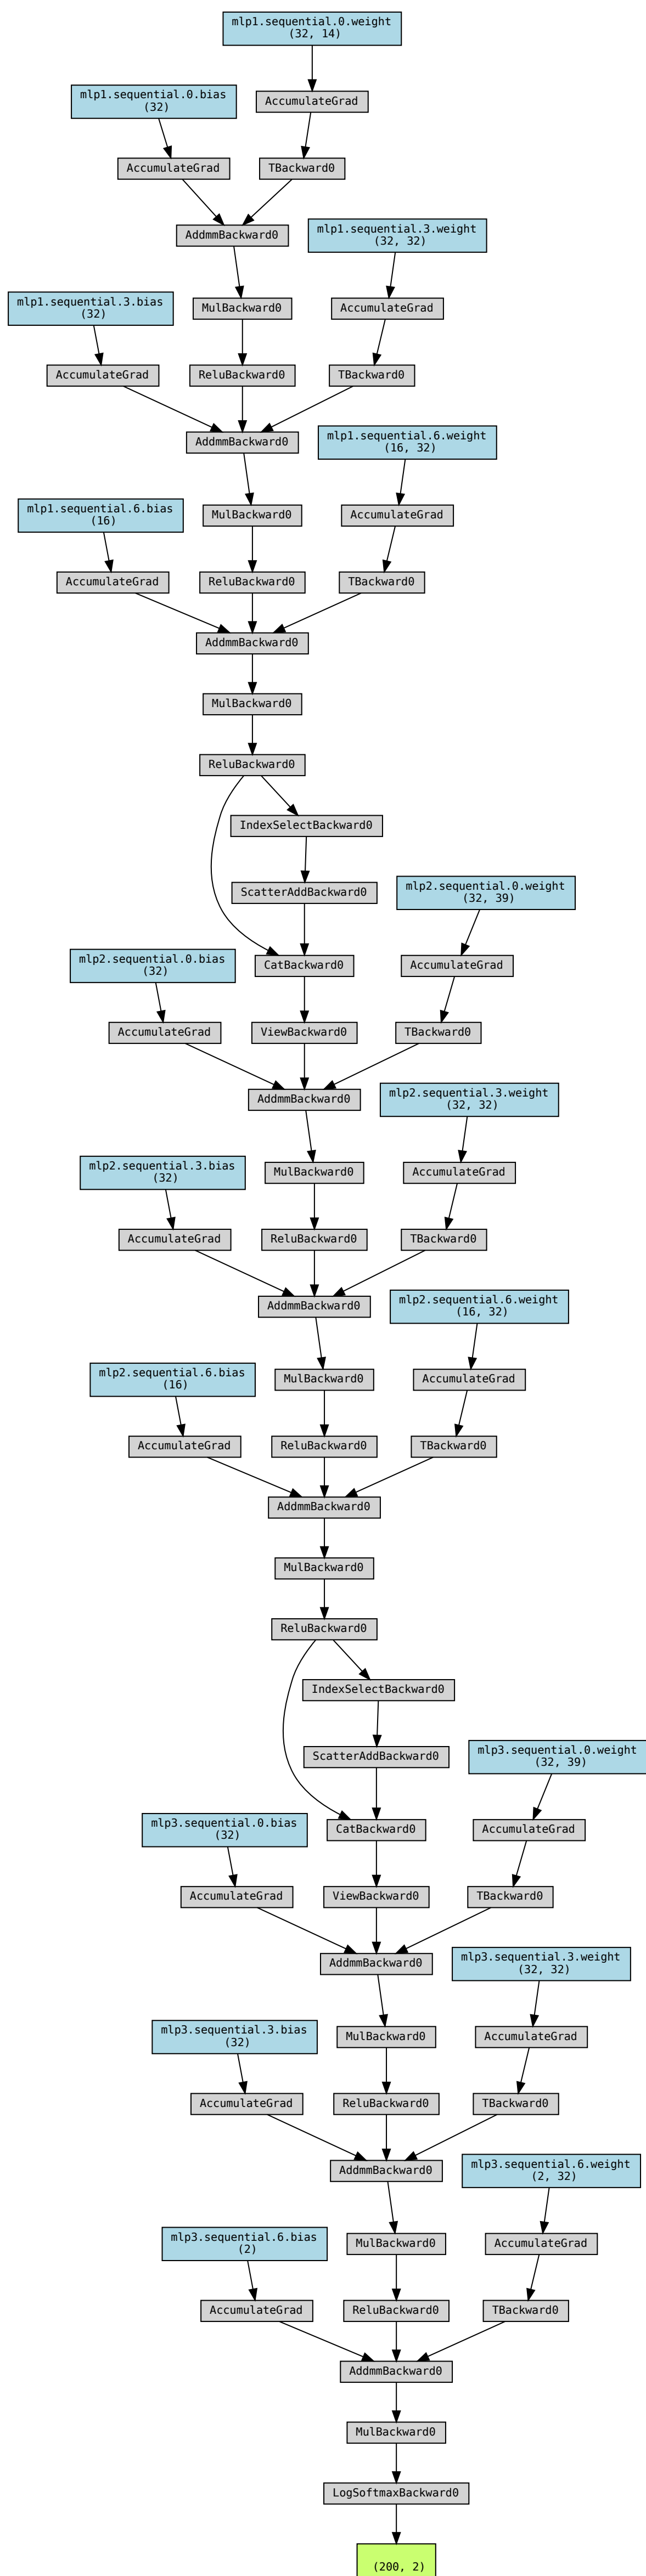 mlp1.sequential.0.weight
(32, 14)
mlp1.sequential.0.bias
(32)
AccumulateGrad
AccumulateGrad
TBackward0
AddmmBackward0
mlp1.sequential.3.weight
(32, 32)
mlp1.sequential.3.bias
(32)
MulBackward0
AccumulateGrad
AccumulateGrad
ReluBackward0
TBackward0
AddmmBackward0
mlp1.sequential.6.weight
(16, 32)
mlp1.sequential.6.bias
(16)
MulBackward0
AccumulateGrad
AccumulateGrad
ReluBackward0
TBackward0
AddmmBackward0
MulBackward0
ReluBackward0
IndexSelectBackward0
ScatterAddBackward0
mlp2.sequential.0.weight
(32, 39)
mlp2.sequential.0.bias
(32)
CatBackward0
AccumulateGrad
AccumulateGrad
ViewBackward0
TBackward0
AddmmBackward0
mlp2.sequential.3.weight
(32, 32)
mlp2.sequential.3.bias
(32)
MulBackward0
AccumulateGrad
AccumulateGrad
ReluBackward0
TBackward0
AddmmBackward0
mlp2.sequential.6.weight
(16, 32)
mlp2.sequential.6.bias
(16)
MulBackward0
AccumulateGrad
AccumulateGrad
ReluBackward0
TBackward0
AddmmBackward0
MulBackward0
ReluBackward0
IndexSelectBackward0
ScatterAddBackward0
mlp3.sequential.0.weight
(32, 39)
mlp3.sequential.0.bias
(32)
CatBackward0
AccumulateGrad
AccumulateGrad
ViewBackward0
TBackward0
AddmmBackward0
mlp3.sequential.3.weight
(32, 32)
mlp3.sequential.3.bias
(32)
MulBackward0
AccumulateGrad
AccumulateGrad
ReluBackward0
TBackward0
AddmmBackward0
mlp3.sequential.6.weight
(2, 32)
mlp3.sequential.6.bias
(2)
MulBackward0
AccumulateGrad
AccumulateGrad
ReluBackward0
TBackward0
AddmmBackward0
MulBackward0
LogSoftmaxBackward0
(200, 2)